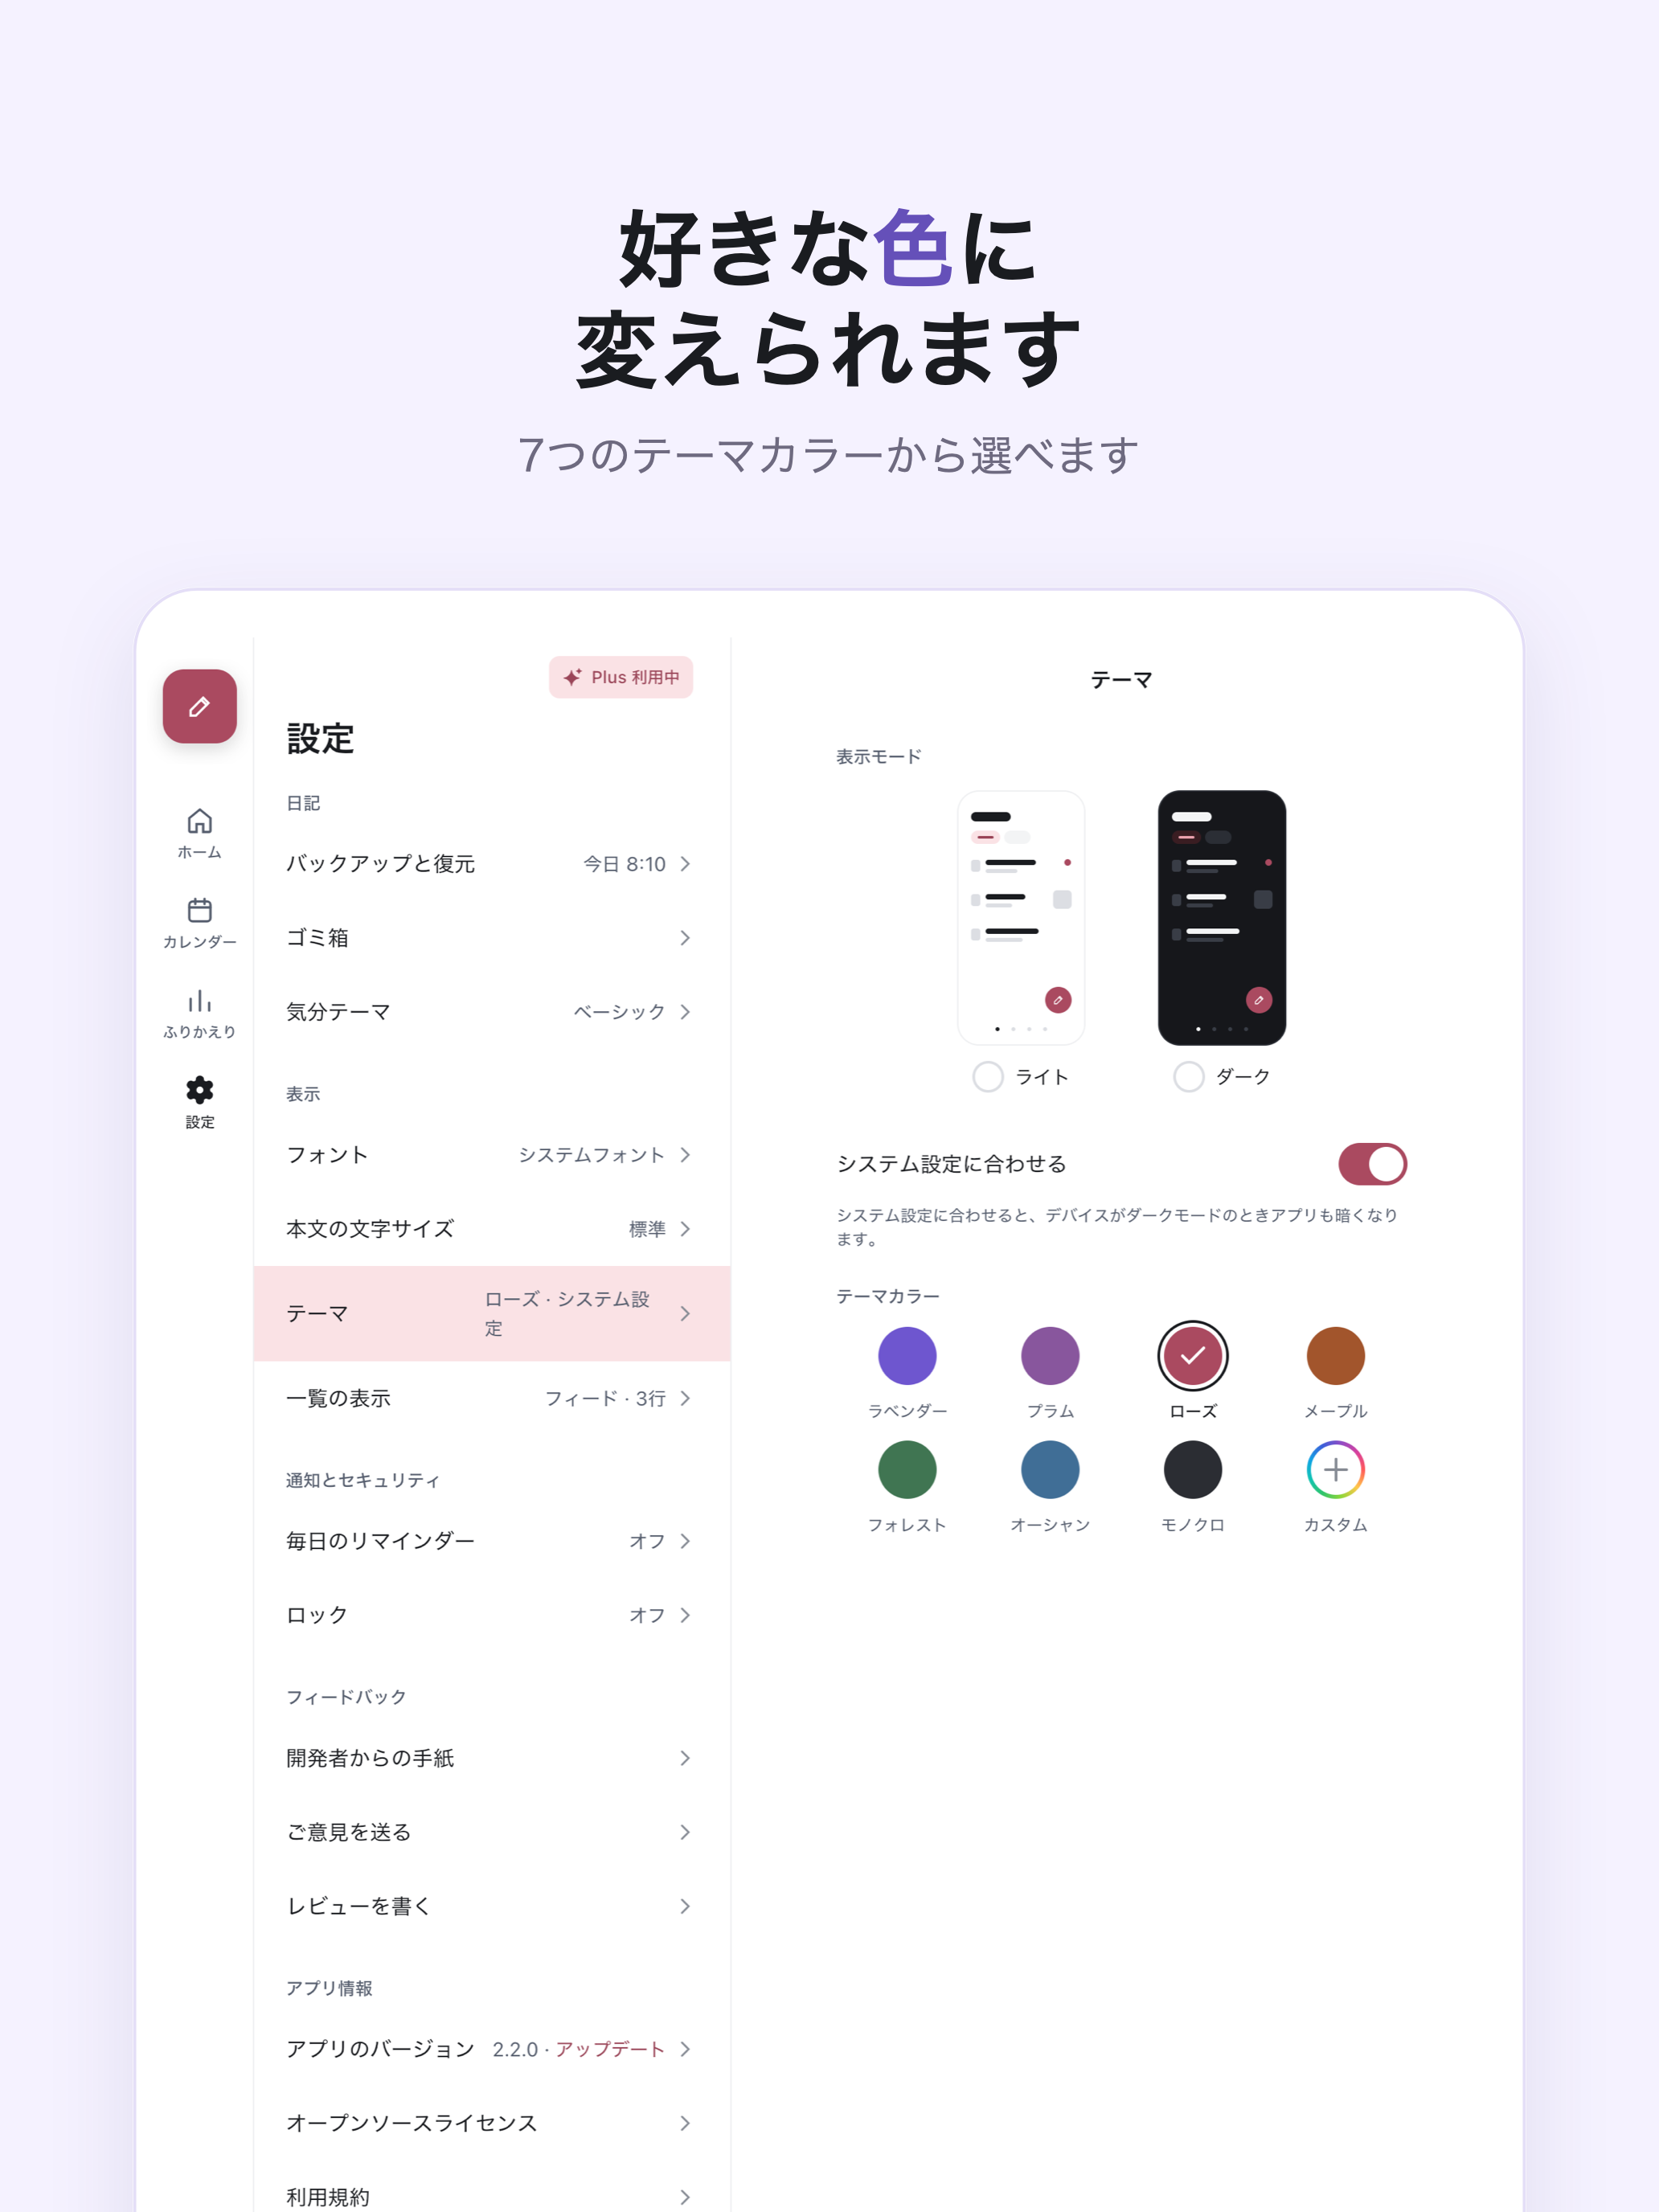 好きな色に
変えられます
7つのテーマカラーから選べます
ホーム
カレンダー
ふりかえり
設定
Plus 利用中
設定
日記
バックアップと復元 今日 8:10
ゴミ箱
気分テーマ ベーシック
表示
フォント システムフォント
本文の文字サイズ 標準
テーマ ローズ · システム設
定
一覧の表示 フィード · 3行
通知とセキュリティ
毎日のリマインダー オフ
ロック オフ
フィードバック
開発者からの手紙
ご意見を送る
レビューを書く
アプリ情報
アプリのバージョン 2.2.0 · アップデート
オープンソースライセンス
利用規約
テーマ
表示モード
ライト ダーク
システム設定に合わせる
システム設定に合わせると、デバイスがダークモードのときアプリも暗くなり
ます。
テーマカラー
ラベンダー プラム ローズ メープル
フォレスト オーシャン モノクロ カスタム